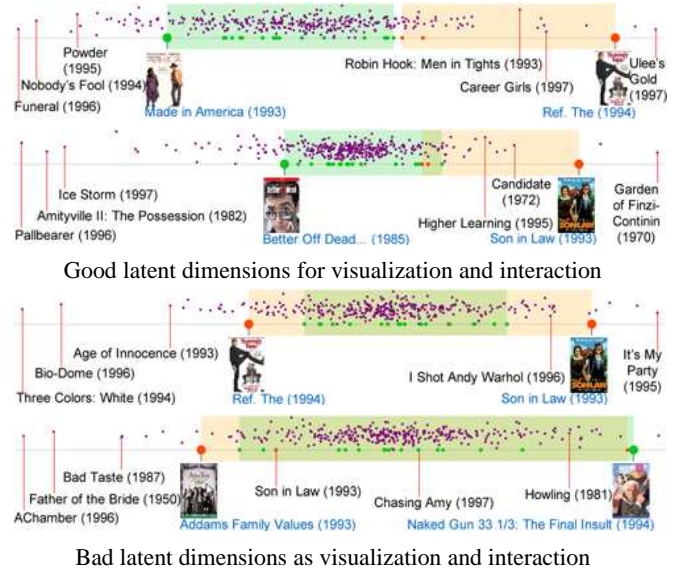 Powder
(1995)
Robin Hook: Men in Tights (1993)
Ulee's
Gold
(1997)
Nobody's Fool (1994)
Career Girls (1997)
Funeral (1996)
Made in America (1993)
Ref. The (1994)
Ice Storm (1997)
Candidate
(1972)
Garden
of Finzi-
Continin
(1970)
Amityville II: The Possession (1982)
Higher Learning (1995)
Pallbearer (1996)
Better Off Dead... (1985)
Son in Law (1993)
Good latent dimensions for visualization and interaction
Age of Innocence (1993)
It's My
Party
(1995)
Bio-Dome
(1996)
I Shot Andy Warhol (1996)
Three Colors: White (1994)
Ref. The (1994)
Son in Law (1993)
Bad Taste (1987)
Son in Law (1993)
Howling (1981)
Father of the Bride (1950)
Chasing Amy (1997)
AChamber (1996)
Addams Family Values (1993)
Naked Gun 33 1/3: The Final Insult (1994)
Bad latent dimensions as visualization and interaction